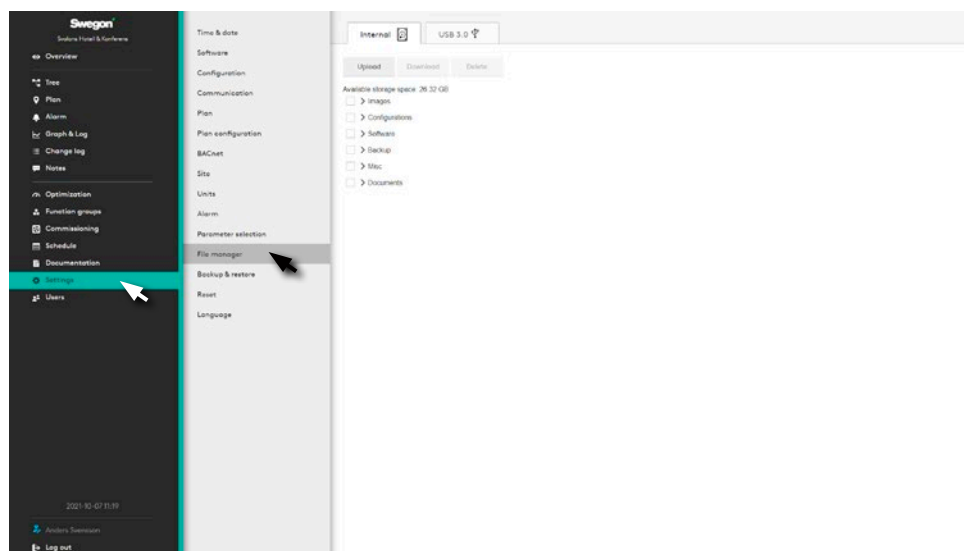 Swegon
Svalans Hotel & Konferens
Overview
Tree
Plan
Alarm
Graph & Log
Change log
Notes
Optimization
Function groups
Commissioning
Schedule
Documentation
Settings
Users
2021-10-07 11:19
Anders Svensson
Log out
Time & date
Software
Configuration
Communication
Plan
Plan configuration
BACnet
Site
Units
Alarm
Parameter selection
File manager
Backup & restore
Reset
Language
Internal
USB 3.0
Upload Download Delete
Available storage space: 26.32 GB
Images
Configurations
Software
Backup
Misc
Documents